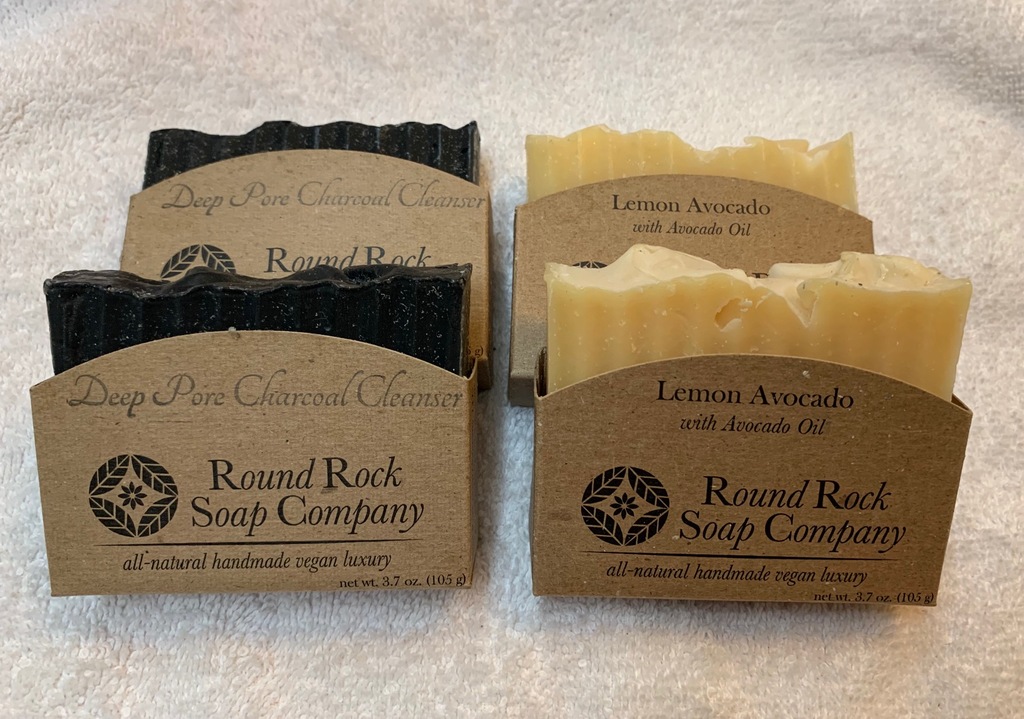 Deep Pore Charcoal Cleanser
Round Rock
Lemon Avocado
with Avocado Oil
Deep Pore Charcoal Cleanser
Round Rock
Soap Company
all-natural handmade vegan luxury
net wt. 3.7 oz. (105 g)
Lemon Avocado
with Avocado Oil
Round Rock
Soap Company
all-natural handmade vegan luxury
net wt. 3.7 oz. (105 g)